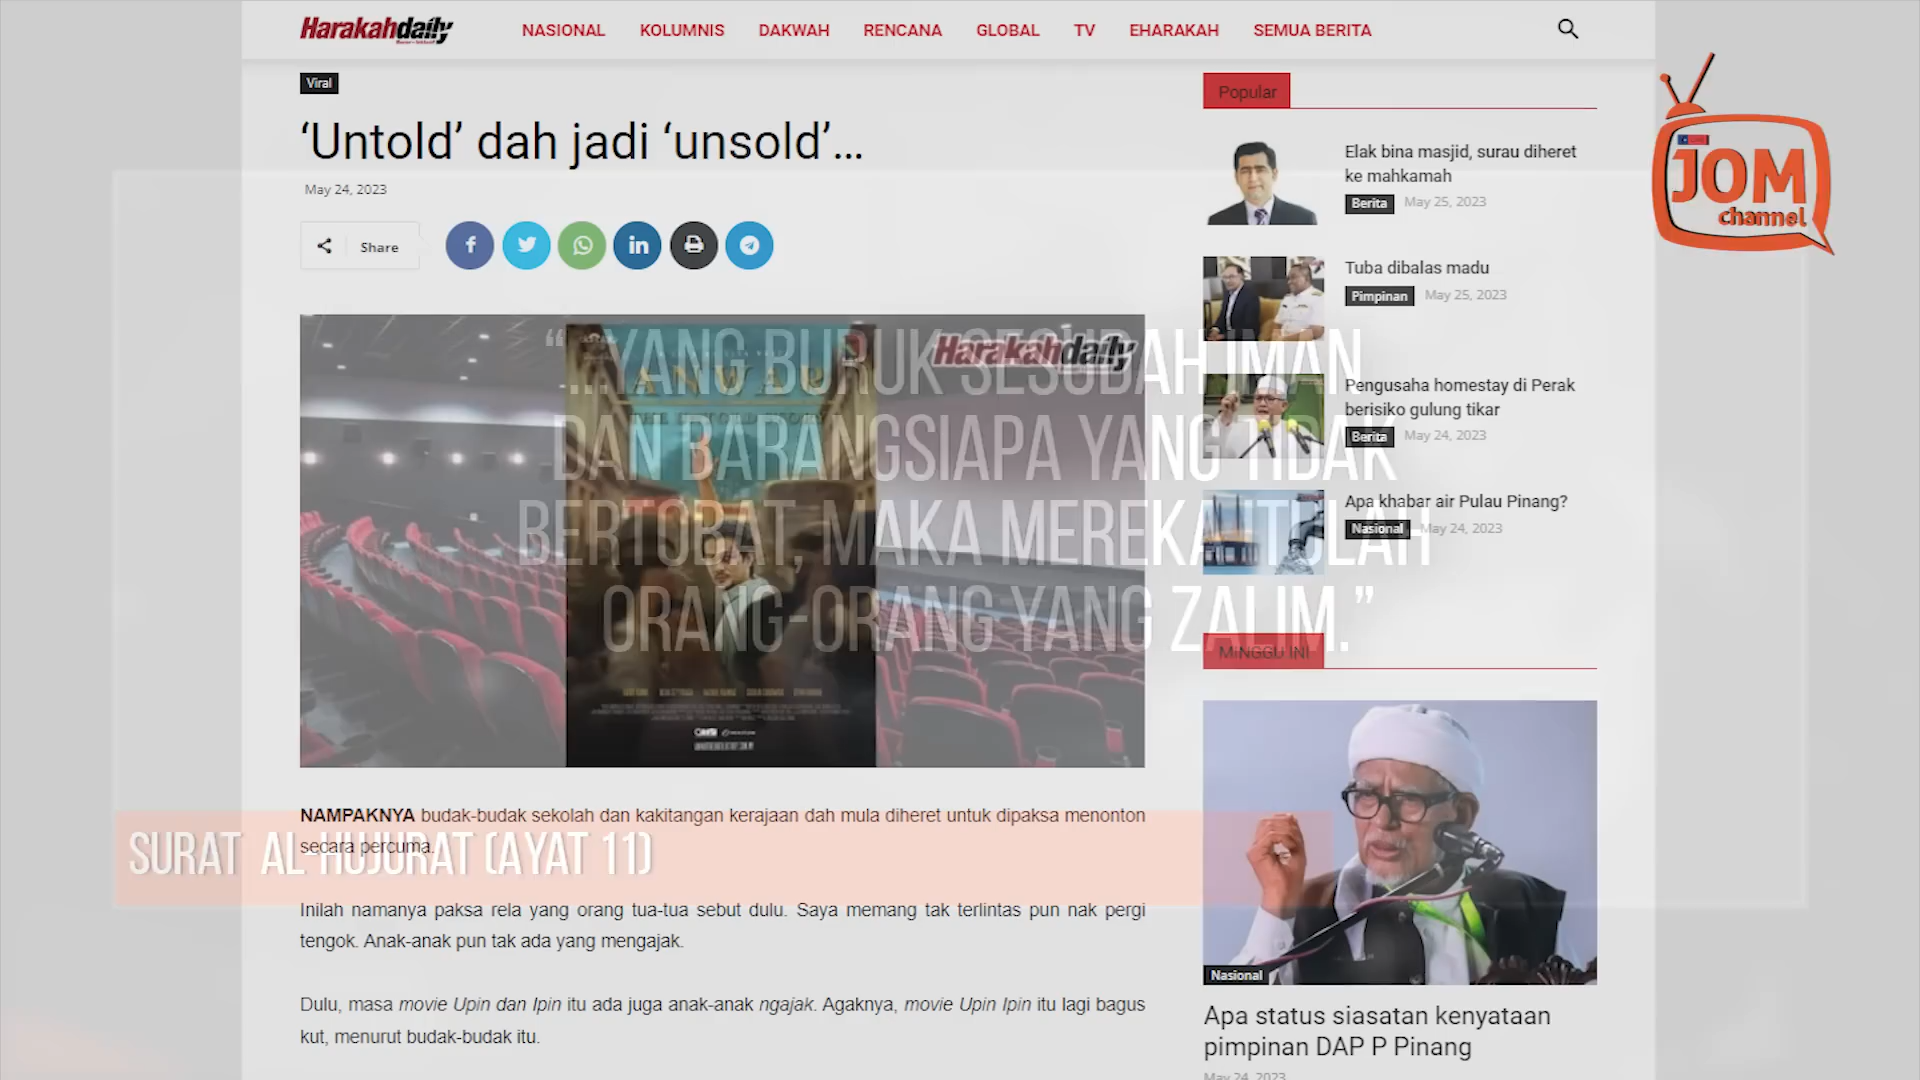 Harakahdaily
NASIONAL KOLUMNIS DAKWAH RENCANA GLOBAL TV EHARAKAH SEMUA BERITA
Viral
‘Untold’ dah jadi ‘unsold’...
May 24, 2023
Share
Harakahdaily
ANWAR
THE UNTOLD STORY
“...YANG BURUK SESUDAH IMAN
DAN BARANGSIAPA YANG TIDAK
BERTOBAT, MAKA MEREKA ITULAH
ORANG-ORANG YANG ZALIM.”
NAMPAKNYA budak-budak sekolah dan kakitangan kerajaan dah mula diheret untuk dipaksa menonton
secara percuma.
SURAT AL-HUJURAT (AYAT 11)
Inilah namanya paksa rela yang orang tua-tua sebut dulu. Saya memang tak terlintas pun nak pergi
tengok. Anak-anak pun tak ada yang mengajak.
Dulu, masa movie Upin dan Ipin itu ada juga anak-anak ngajak. Agaknya, movie Upin Ipin itu lagi bagus
kut, menurut budak-budak itu.
Popular
Elak bina masjid, surau diheret
ke mahkamah
Berita May 25, 2023
Tuba dibalas madu
Pimpinan May 25, 2023
Pengusaha homestay di Perak
berisiko gulung tikar
Berita May 24, 2023
Apa khabar air Pulau Pinang?
Nasional May 24, 2023
MINGGU INI
Nasional
Apa status siasatan kenyataan
pimpinan DAP P Pinang
May 24, 2023
JOM
channel